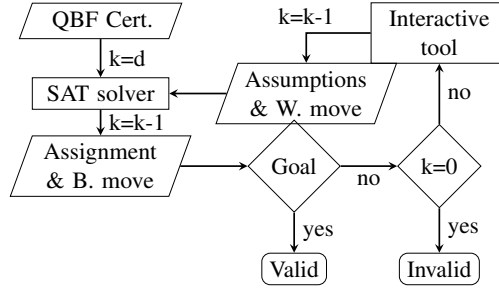 QBF Cert.
k=d
SAT solver
k=k-1
Assignment
& B. move
k=k-1
Interactive
tool
Assumptions
& W. move
no
Goal
no
k=0
yes
yes
Valid
Invalid